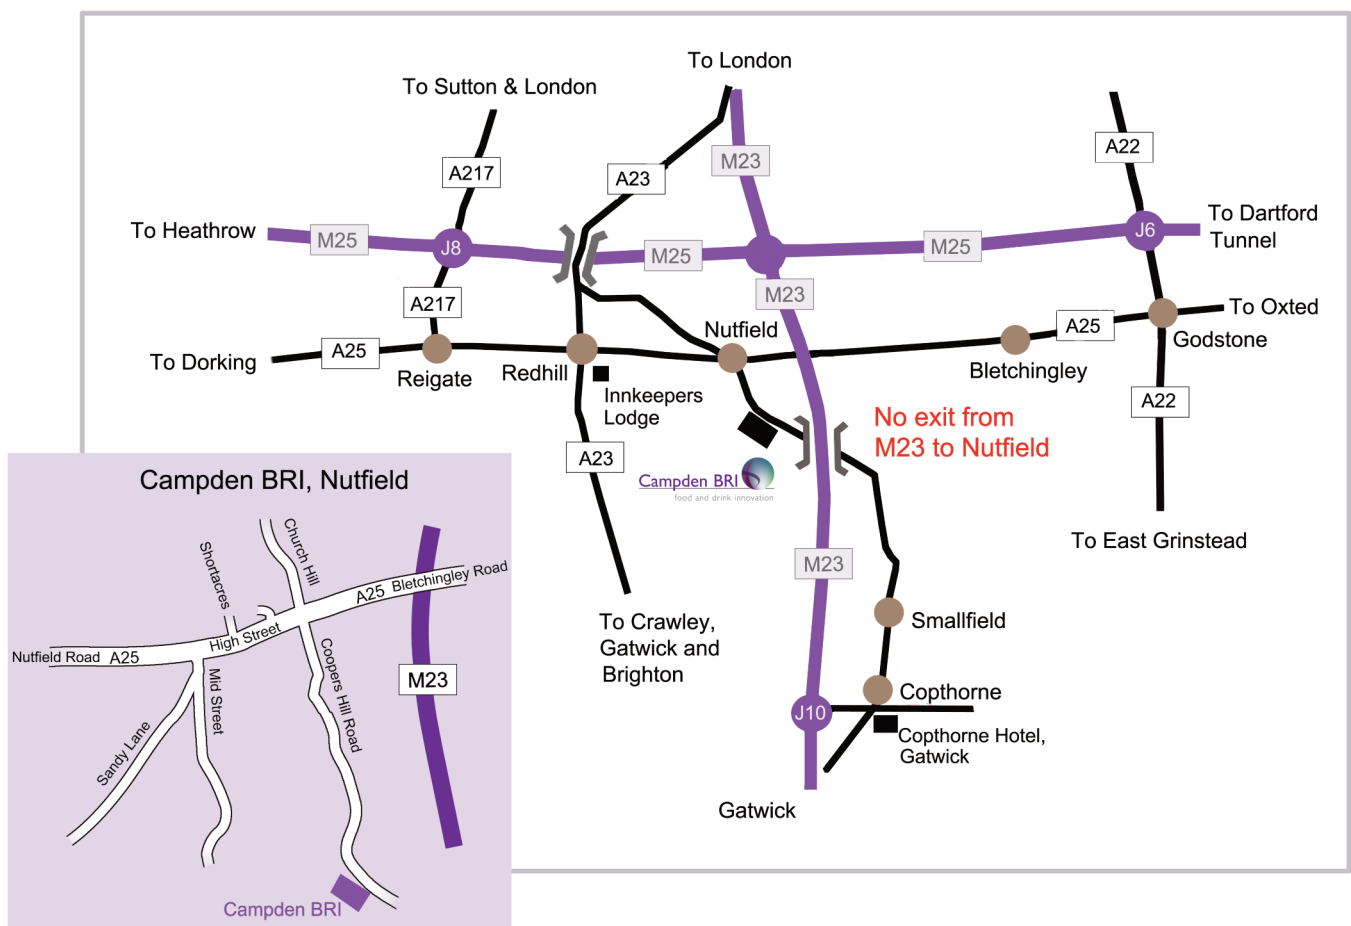 To London
To Sutton & London
A22
A217
M23
A23
To Heathrow
M25
J8
M25
M25
J6
To Dartford
Tunnel
A217
M23
To Oxted
A25
Nutfield
Godstone
To Dorking
A25
Reigate
Redhill
Bletchingley
Innkeepers
Lodge
A22
No exit from
M23 to Nutfield
A23
Campden BRI
food and drink innovation
To East Grinstead
M23
To Crawley,
Gatwick and
Brighton
Smallfield
Copthorne
J10
Copthorne Hotel,
Gatwick
Gatwick
Campden BRI, Nutfield
Church Hill
Shortacres
A25 Bletchingley Road
High Street
Nutfield Road A25
Coopers Hill Road
Mid Street
M23
Sandy Lane
Campden BRI